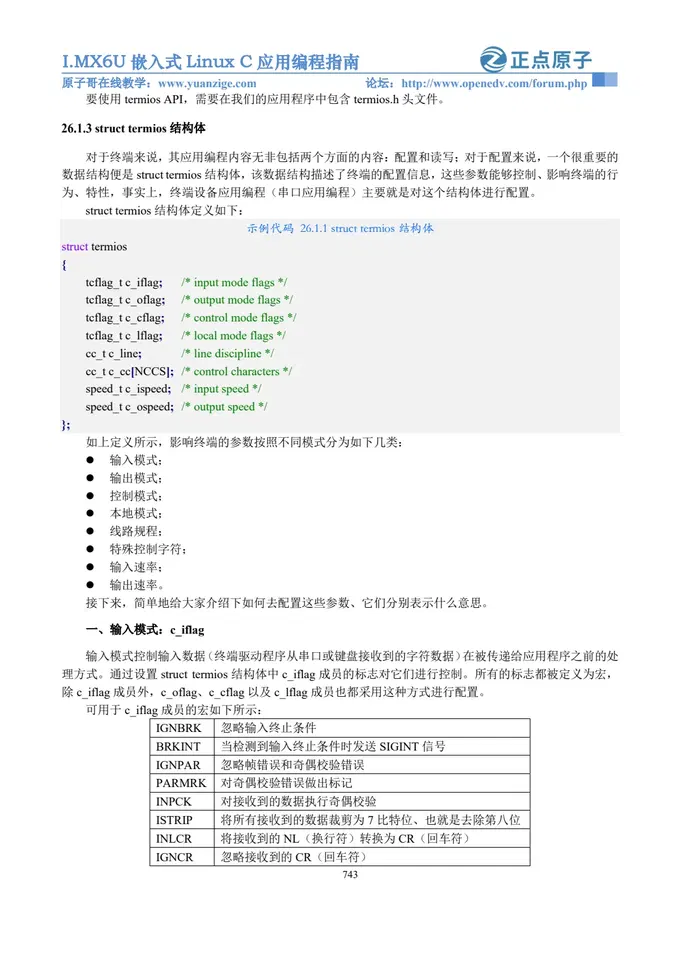 I.MX6U 嵌入式 Linux C 应用编程指南
正点原子
原子哥在线教学：www.yuanzige.com 论坛：http://www.openedv.com/forum.php
要使用 termios API，需要在我们的应用程序中包含 termios.h 头文件。
26.1.3 struct termios 结构体
对于终端来说，其应用编程内容无非包括两个方面的内容：配置和读写；对于配置来说，一个很重要的
数据结构便是 struct termios 结构体，该数据结构描述了终端的配置信息，这些参数能够控制、影响终端的行
为、特性，事实上，终端设备应用编程（串口应用编程）主要就是对这个结构体进行配置。
struct termios 结构体定义如下：
示例代码 26.1.1 struct termios 结构体
struct termios
{
tcflag_t c_iflag; /* input mode flags */
tcflag_t c_oflag; /* output mode flags */
tcflag_t c_cflag; /* control mode flags */
tcflag_t c_lflag; /* local mode flags */
cc_t c_line; /* line discipline */
cc_t c_cc[NCCS]; /* control characters */
speed_t c_ispeed; /* input speed */
speed_t c_ospeed; /* output speed */
};
如上定义所示，影响终端的参数按照不同模式分为如下几类：
● 输入模式；
● 输出模式；
● 控制模式；
● 本地模式；
● 线路规程；
● 特殊控制字符；
● 输入速率；
● 输出速率。
接下来，简单地给大家介绍下如何去配置这些参数、它们分别表示什么意思。
一、输入模式：c_iflag
输入模式控制输入数据（终端驱动程序从串口或键盘接收到的字符数据）在被传递给应用程序之前的处
理方式。通过设置 struct termios 结构体中 c_iflag 成员的标志对它们进行控制。所有的标志都被定义为宏，
除 c_iflag 成员外，c_oflag、c_cflag 以及 c_lflag 成员也都采用这种方式进行配置。
可用于 c_iflag 成员的宏如下所示：
IGNBRK 忽略输入终止条件
BRKINT 当检测到输入终止条件时发送 SIGINT 信号
IGNPAR 忽略帧错误和奇偶校验错误
PARMRK 对奇偶校验错误做出标记
INPCK 对接收到的数据执行奇偶校验
ISTRIP 将所有接收到的数据裁剪为 7 比特位、也就是去除第八位
INLCR 将接收到的 NL（换行符）转换为 CR（回车符）
IGNCR 忽略接收到的 CR（回车符）
743